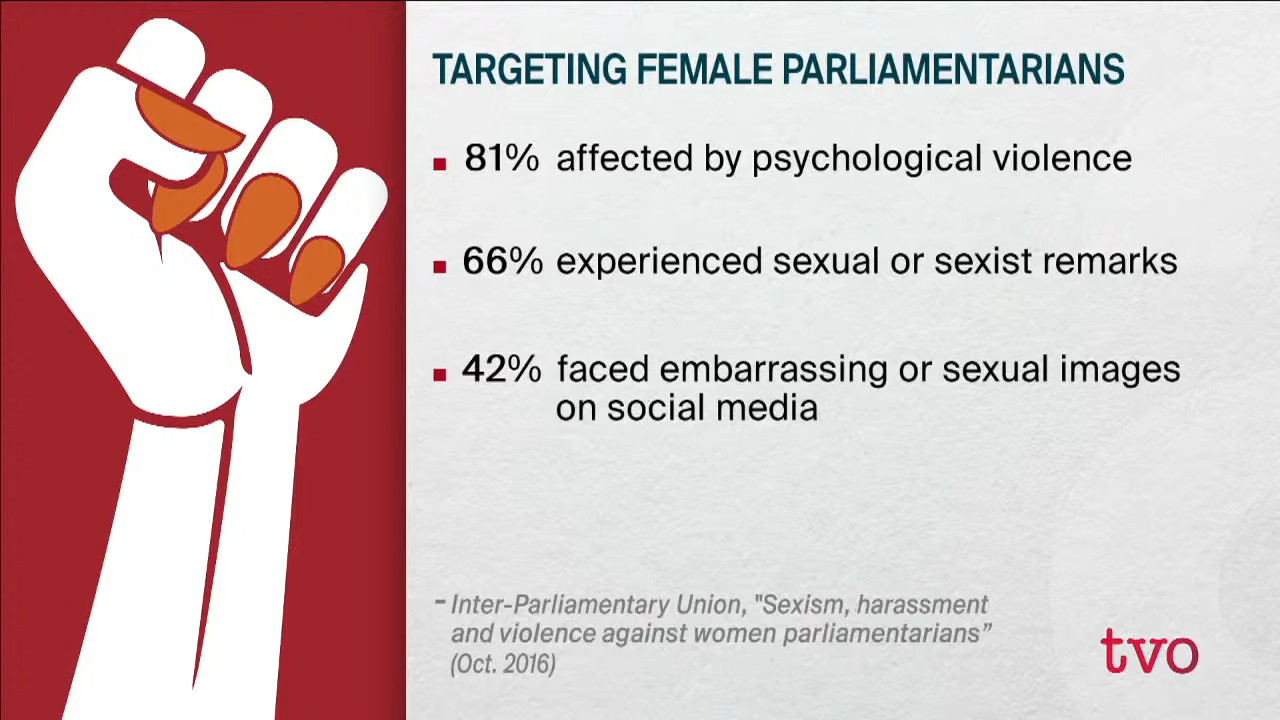 TARGETING FEMALE PARLIAMENTARIANS
▪ 81% affected by psychological violence
▪ 66% experienced sexual or sexist remarks
▪ 42% faced embarrassing or sexual images
on social media
- Inter-Parliamentary Union, "Sexism, harassment
and violence against women parliamentarians”
(Oct. 2016)
tvo